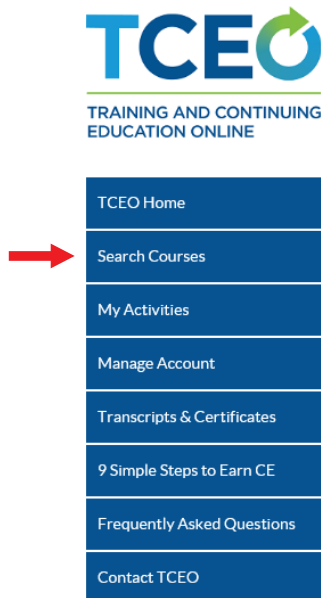 TCEO
TRAINING AND CONTINUING
EDUCATION ONLINE
TCEO Home
Search Courses
My Activities
Manage Account
Transcripts & Certificates
9 Simple Steps to Earn CE
Frequently Asked Questions
Contact TCEO